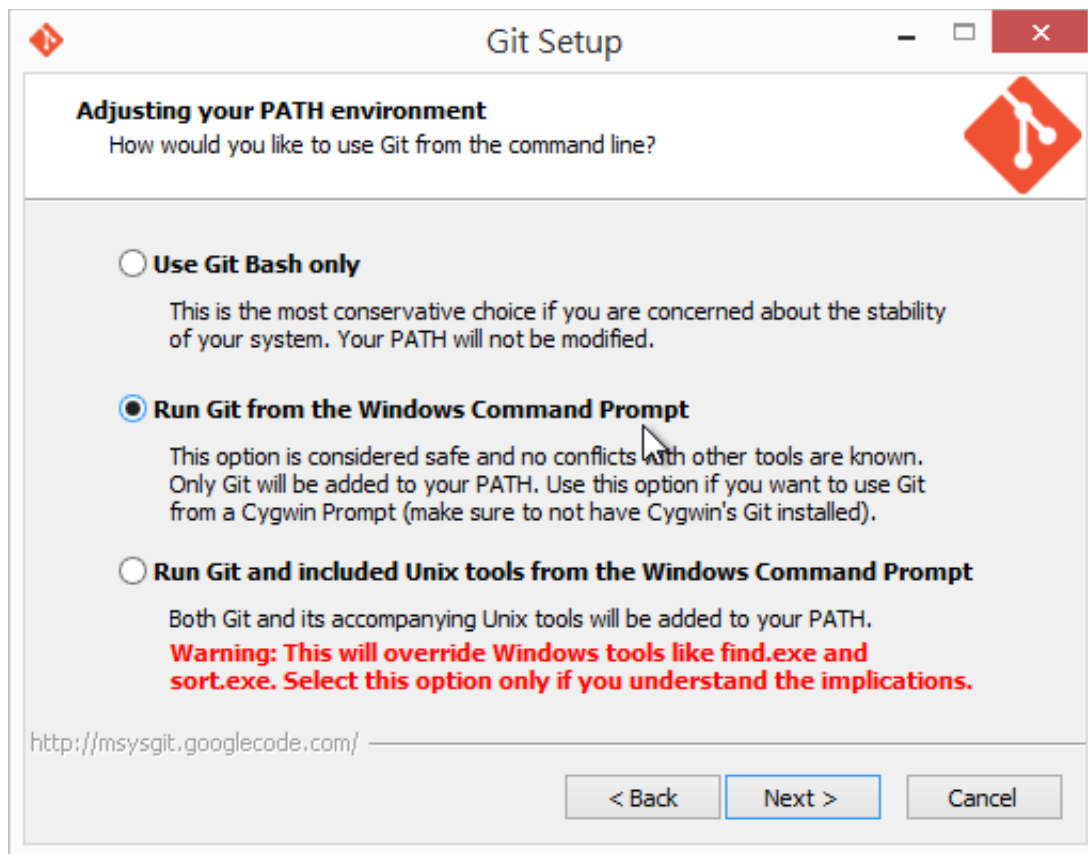 Git Setup
Adjusting your PATH environment
How would you like to use Git from the command line?
Use Git Bash only
This is the most conservative choice if you are concerned about the stability
of your system. Your PATH will not be modified.
Run Git from the Windows Command Prompt
This option is considered safe and no conflicts with other tools are known.
Only Git will be added to your PATH. Use this option if you want to use Git
from a Cygwin Prompt (make sure to not have Cygwin's Git installed).
Run Git and included Unix tools from the Windows Command Prompt
Both Git and its accompanying Unix tools will be added to your PATH.
Warning: This will override Windows tools like find.exe and
sort.exe. Select this option only if you understand the implications.
http://msysgit.googlecode.com/
< Back Next > Cancel